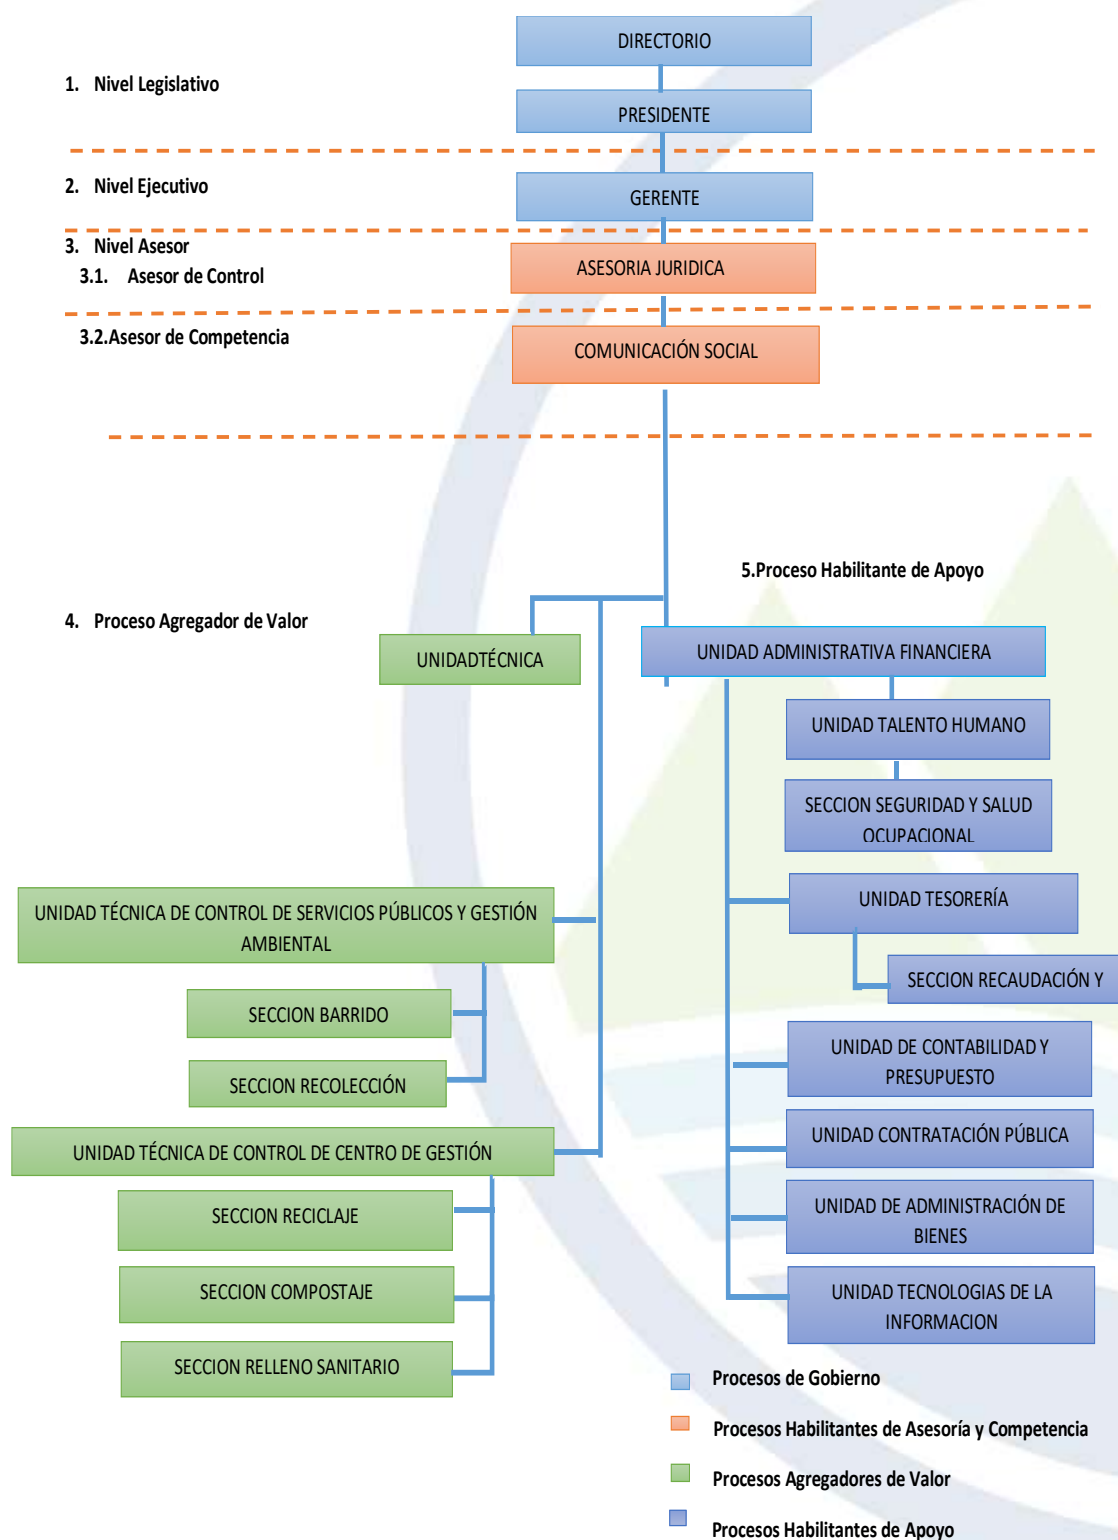 DIRECTORIO
1. Nivel Legislativo
PRESIDENTE
2. Nivel Ejecutivo
GERENTE
3. Nivel Asesor
3.1. Asesor de Control
ASESORIA JURIDICA
3.2.Asesor de Competencia
COMUNICACIÓN SOCIAL
4. Proceso Agregador de Valor
UNIDADTÉCNICA
UNIDAD TÉCNICA DE CONTROL DE SERVICIOS PÚBLICOS Y GESTIÓN
AMBIENTAL
SECCION BARRIDO
SECCION RECOLECCIÓN
UNIDAD TÉCNICA DE CONTROL DE CENTRO DE GESTIÓN
SECCION RECICLAJE
SECCION COMPOSTAJE
SECCION RELLENO SANITARIO
5.Proceso Habilitante de Apoyo
UNIDAD ADMINISTRATIVA FINANCIERA
UNIDAD TALENTO HUMANO
SECCION SEGURIDAD Y SALUD
OCUPACIONAL
UNIDAD TESORERÍA
SECCION RECAUDACIÓN Y
UNIDAD DE CONTABILIDAD Y
PRESUPUESTO
UNIDAD CONTRATACIÓN PÚBLICA
UNIDAD DE ADMINISTRACIÓN DE
BIENES
UNIDAD TECNOLOGIAS DE LA
INFORMACION
Procesos de Gobierno
Procesos Habilitantes de Asesoría y Competencia
Procesos Agregadores de Valor
Procesos Habilitantes de Apoyo